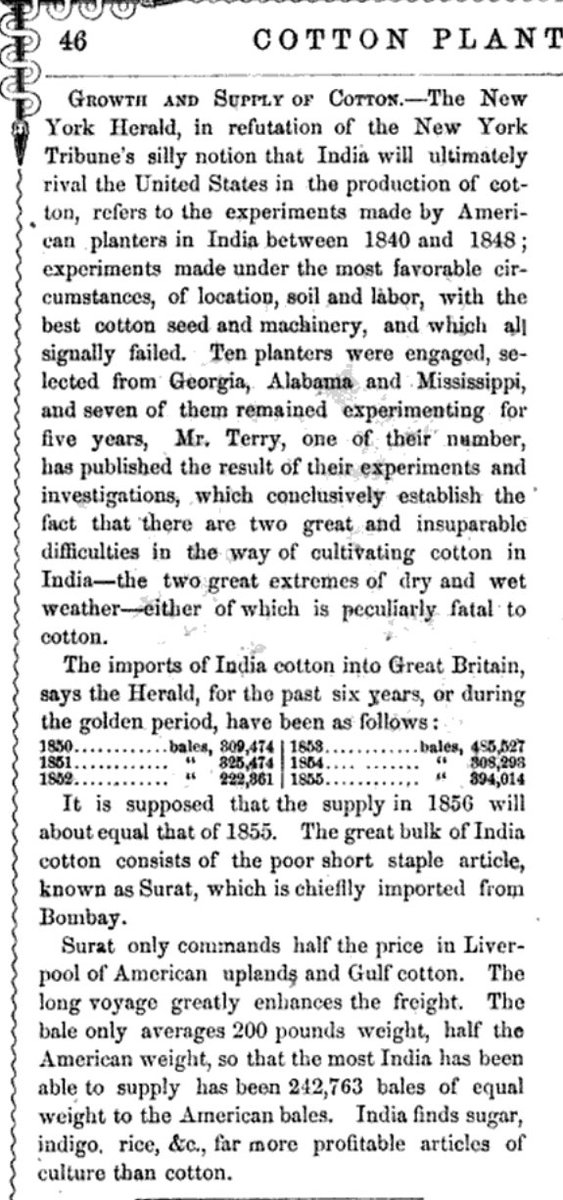 46 COTTON PLANT
GROWTH AND SUPPLY OF COTTON.—The New
York Herald, in refutation of the New York
Tribune's silly notion that India will ultimately
rival the United States in the production of cot-
ton, refers to the experiments made by Ameri-
can planters in India between 1840 and 1848;
experiments made under the most favorable cir-
cumstances, of location, soil and labor, with the
best cotton seed and machinery, and which all
signally failed. Ten planters were engaged, se-
lected from Georgia, Alabama and Mississippi,
and seven of them remained experimenting for
five years, Mr. Terry, one of their number,
has published the result of their experiments and
investigations, which conclusively establish the
fact that there are two great and insuparable
difficulties in the way of cultivating cotton in
India—the two great extremes of dry and wet
weather—either of which is peculiarly fatal to
cotton.
The imports of India cotton into Great Britain,
says the Herald, for the past six years, or during
the golden period, have been as follows:
1850............bales, 309,474 | 1853............bales, 485,527
1851............ " 325,474 | 1854.... ........ " 308,293
1852............ " 222,361 | 1855............ " 394,014
It is supposed that the supply in 1856 will
about equal that of 1855. The great bulk of India
cotton consists of the poor short staple article,
known as Surat, which is chieflly imported from
Bombay.
Surat only commands half the price in Liver-
pool of American uplands and Gulf cotton. The
long voyage greatly enhances the freight. The
bale only averages 200 pounds weight, half the
American weight, so that the most India has been
able to supply has been 242,763 bales of equal
weight to the American bales. India finds sugar,
indigo, rice, &c., far more profitable articles of
culture than cotton.